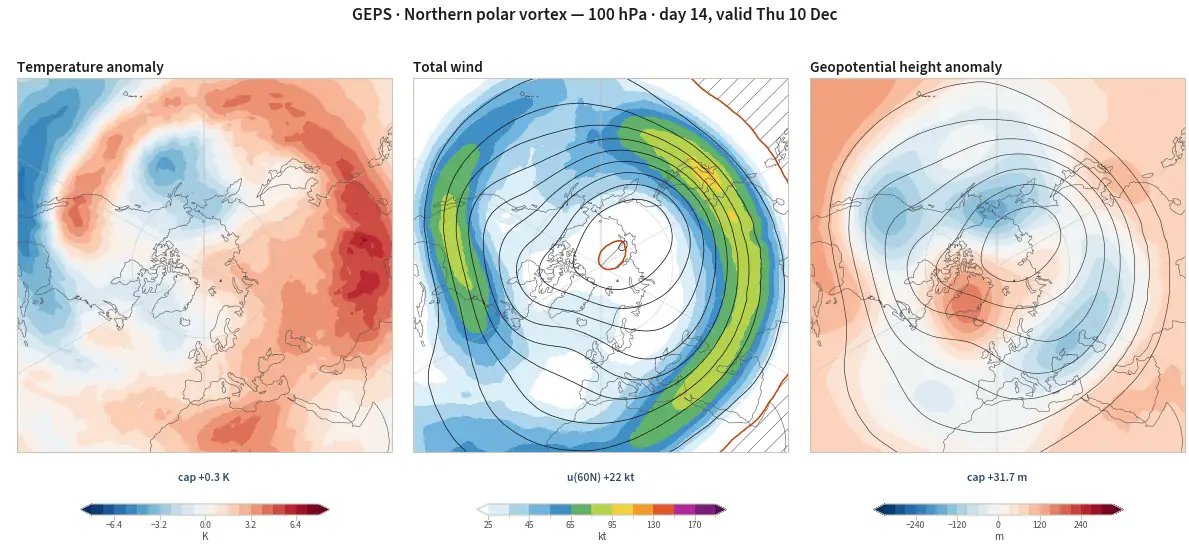 GEPS · Northern polar vortex — 100 hPa · day 14, valid Thu 10 Dec
Temperature anomaly
Total wind
Geopotential height anomaly
cap +0.3 K
u(60N) +22 kt
cap +31.7 m
−6.4 −3.2 0.0 3.2 6.4
K
25 45 65 95 130 170
kt
−240 −120 0 120 240
m